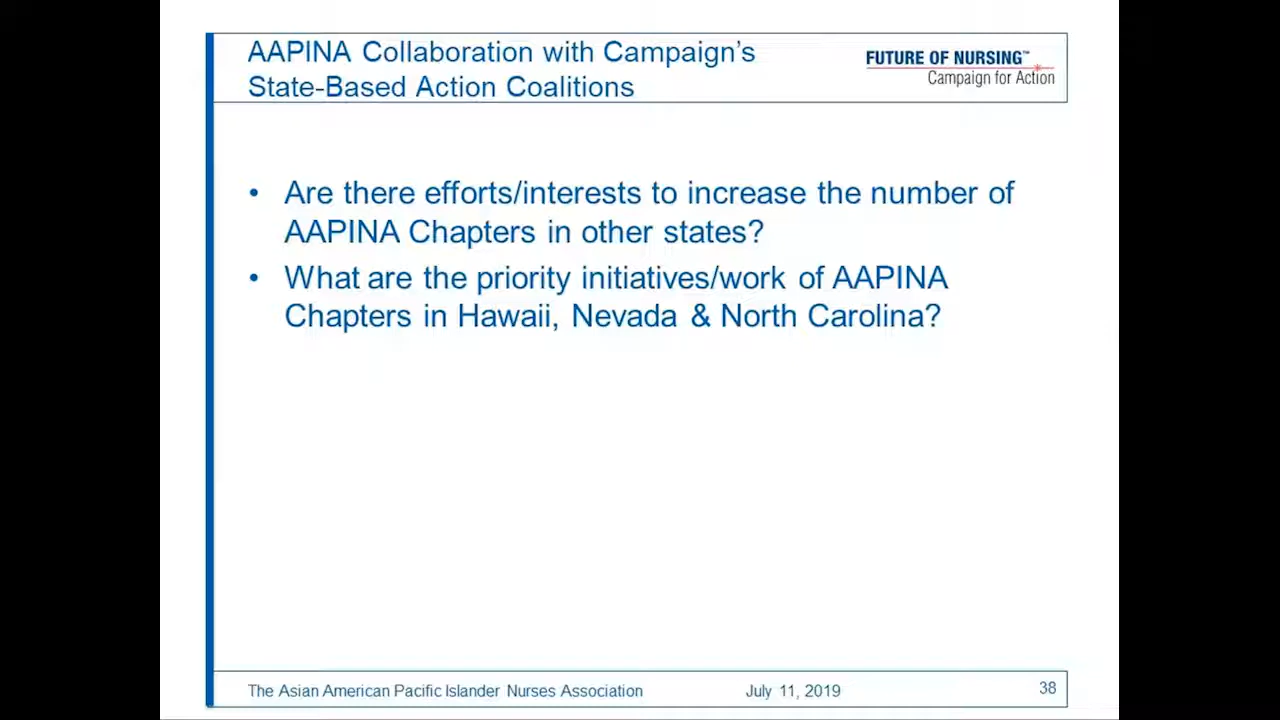 AAPINA Collaboration with Campaign's
State-Based Action Coalitions
FUTURE OF NURSING™
Campaign for Action
• Are there efforts/interests to increase the number of
AAPINA Chapters in other states?
• What are the priority initiatives/work of AAPINA
Chapters in Hawaii, Nevada & North Carolina?
The Asian American Pacific Islander Nurses Association July 11, 2019 38